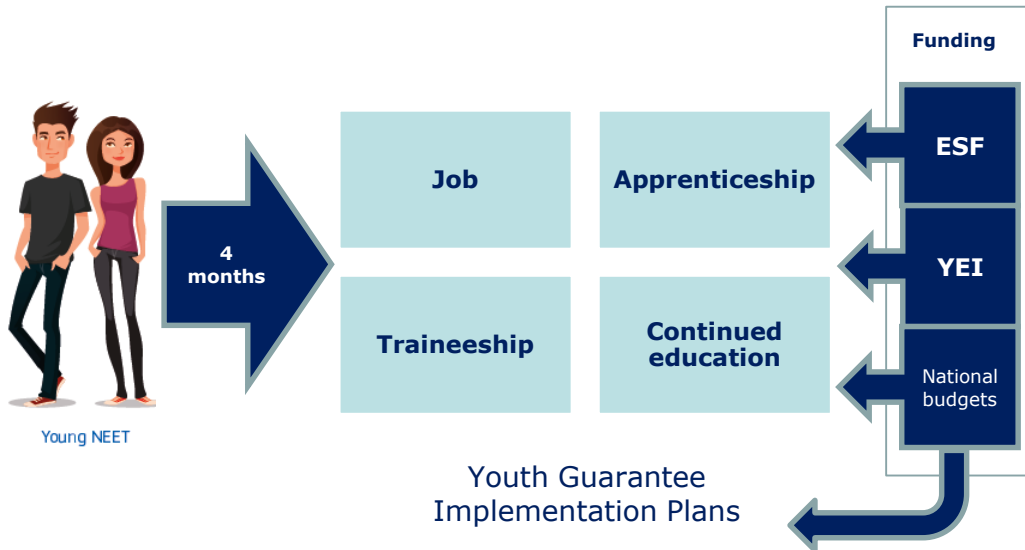 Funding
Job
Apprenticeship
ESF
4
months
YEI
Traineeship
Continued
education
National
budgets
Young NEET
Youth Guarantee
Implementation Plans